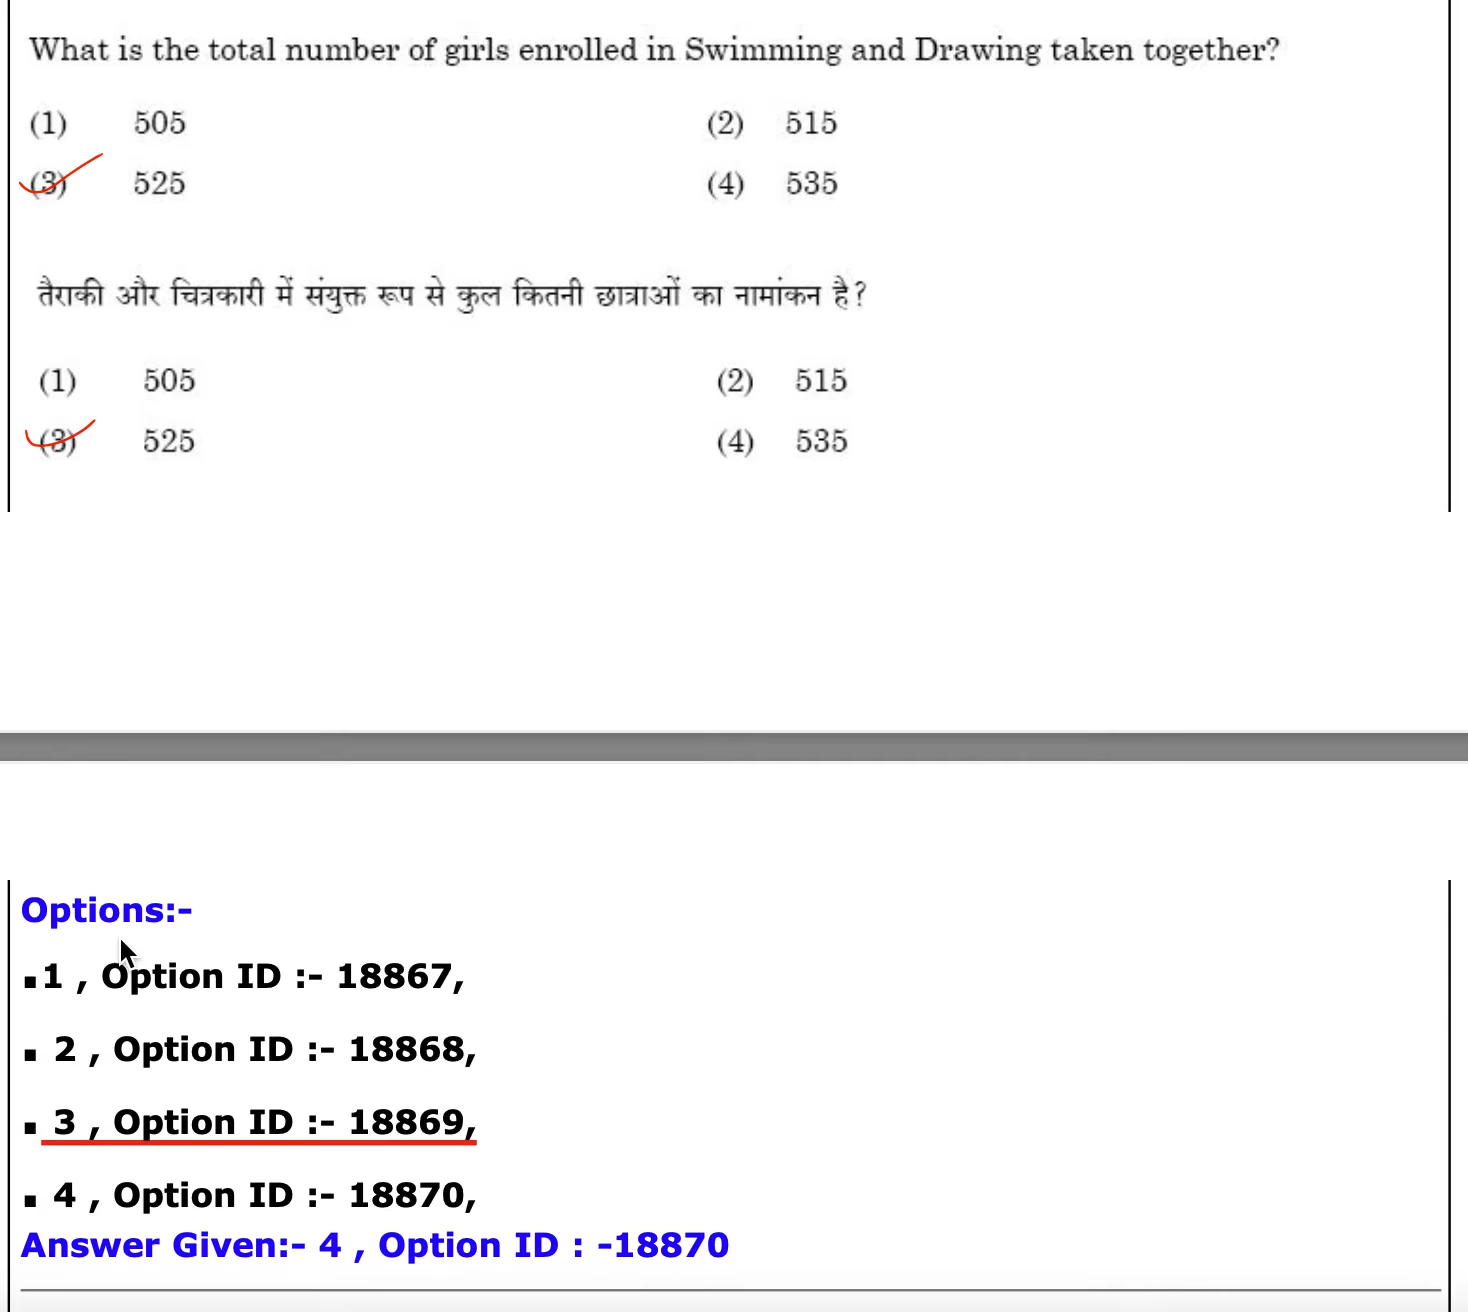 What is the total number of girls enrolled in Swimming and Drawing taken together?
(1) 505 (2) 515
(3) 525 (4) 535
तैराकी और चित्रकारी में संयुक्त रूप से कुल कितनी छात्राओं का नामांकन है?
(1) 505 (2) 515
(3) 525 (4) 535
Options:-
▪1 , Option ID :- 18867,
▪ 2 , Option ID :- 18868,
▪ 3 , Option ID :- 18869,
▪ 4 , Option ID :- 18870,
Answer Given:- 4 , Option ID : -18870